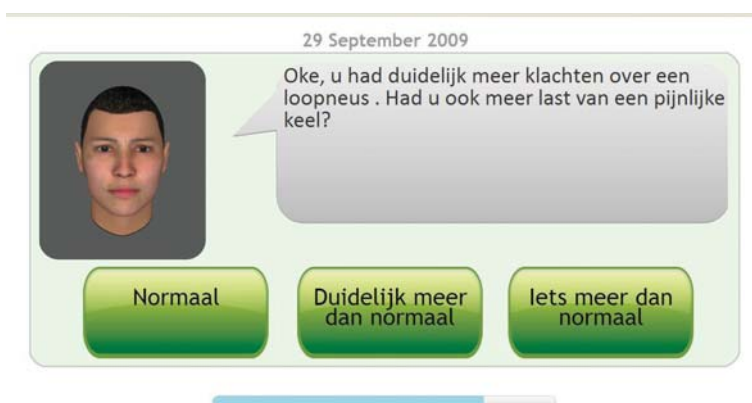 29 September 2009
Oke, u had duidelijk meer klachten over een
loopneus . Had u ook meer last van een pijnlijke
keel?
Normaal
Duidelijk meer
dan normaal
Iets meer dan
normaal